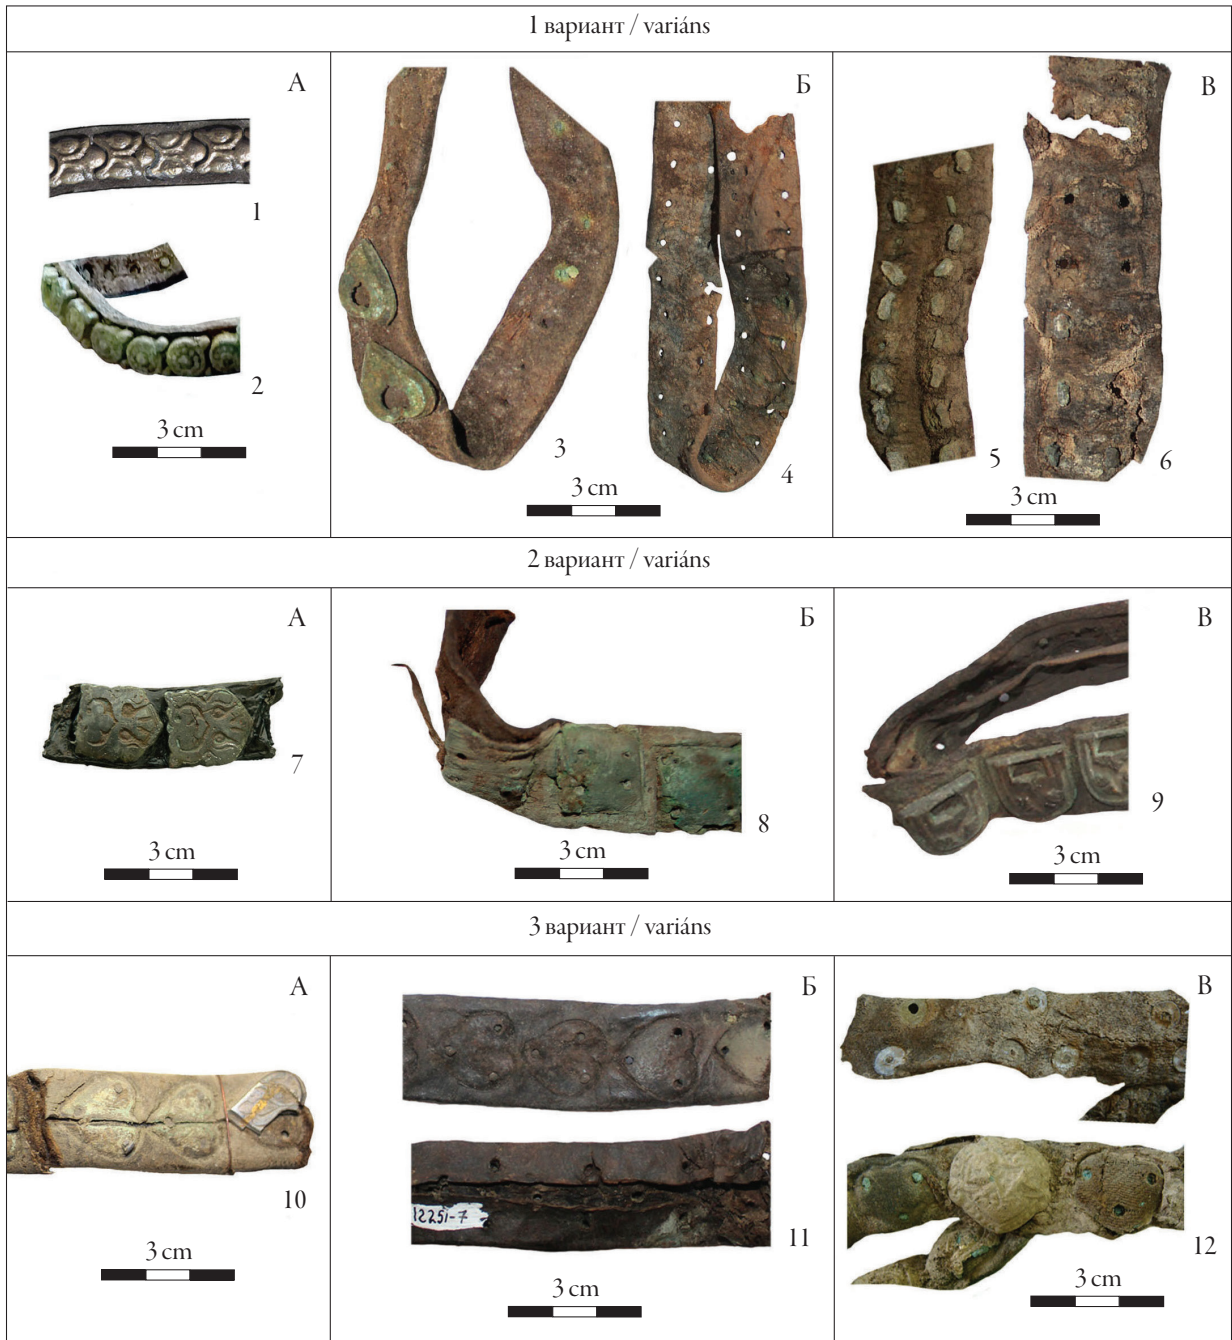 1 вариант / variáns
А
1
2
3 cm
Б
3
4
3 cm
В
5
6
3 cm
2 вариант / variáns
А
7
3 cm
Б
8
3 cm
В
9
3 cm
3 вариант / variáns
А
10
3 cm
Б
12251-7
11
3 cm
В
12
3 cm